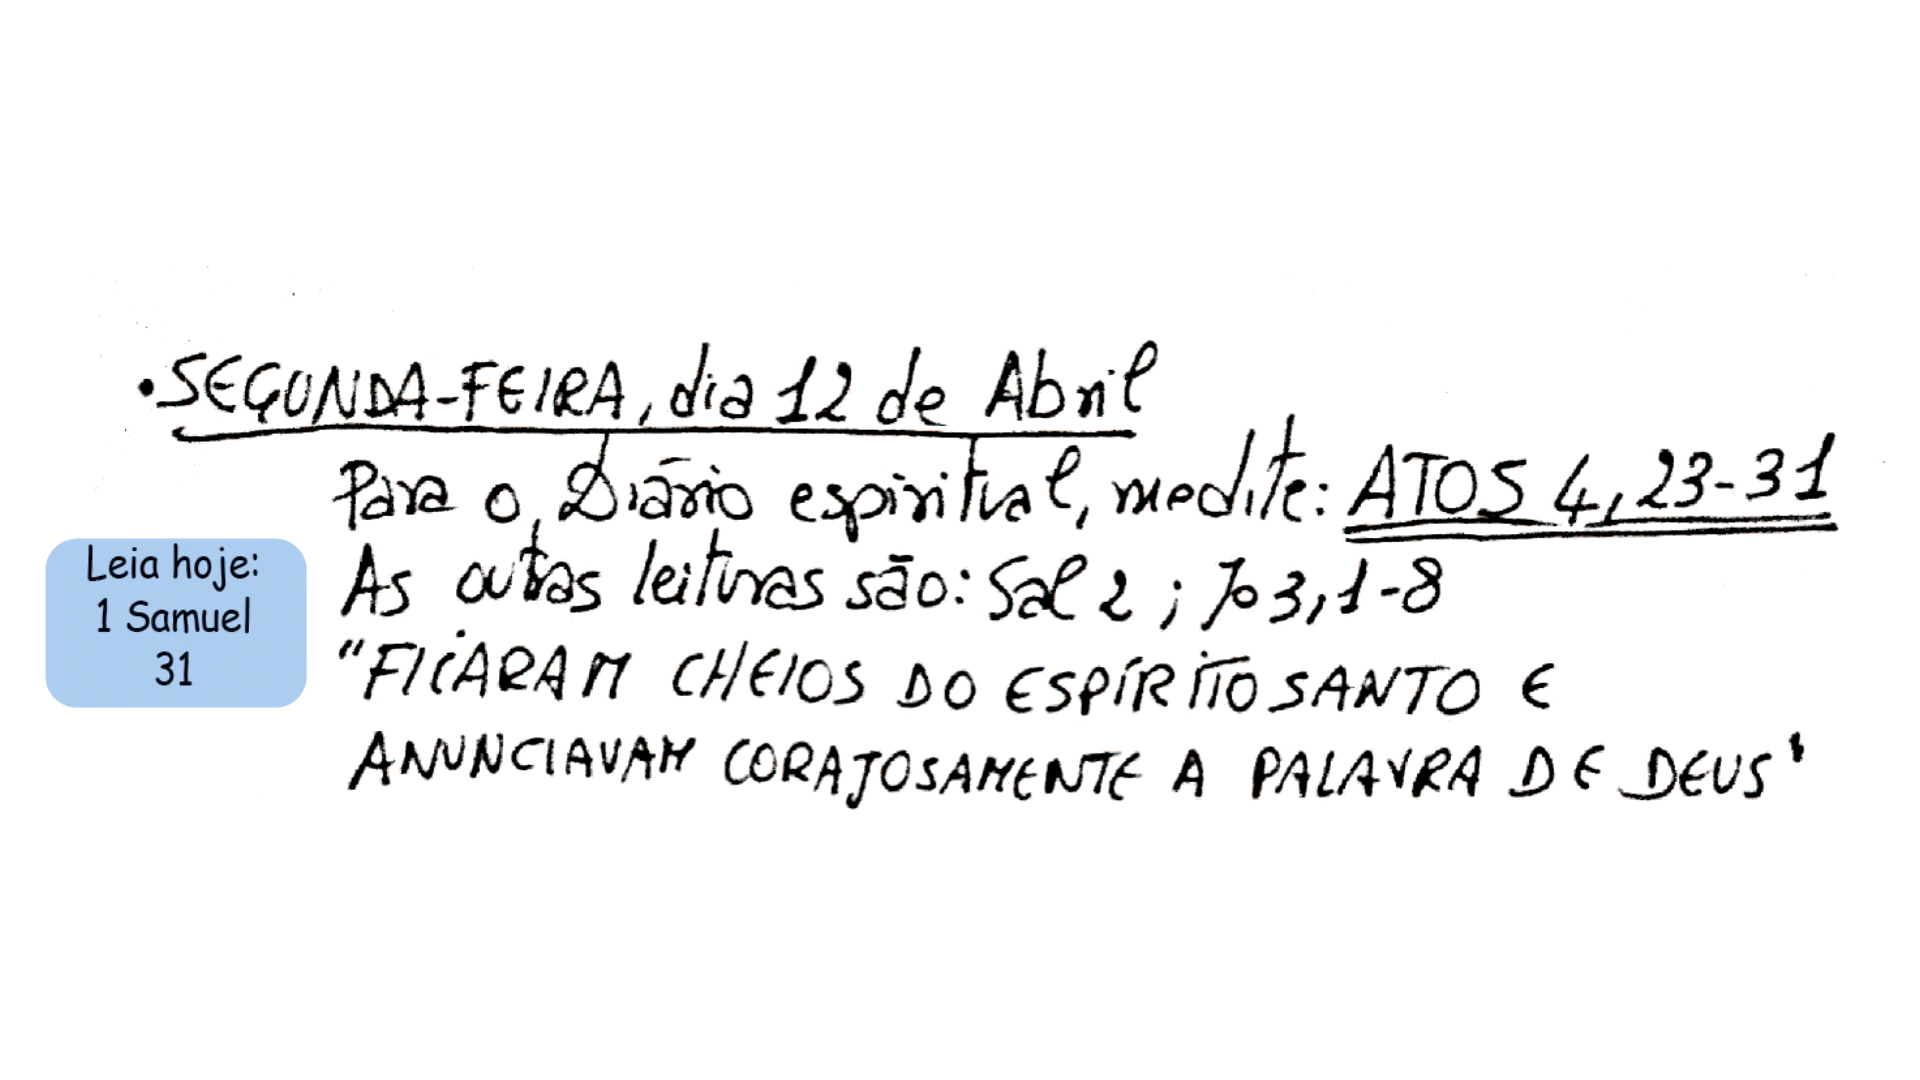 • SEGUNDA-FEIRA, dia 12 de Abril
Para o Diário espiritual, medite: ATOS 4, 23-31
As outras leituras são: Sal 2 ; Jo 3, 1-8
"FICARAM CHEIOS DO ESPÍRITO SANTO E
ANUNCIAVAM CORAJOSAMENTE A PALAVRA DE DEUS"
Leia hoje:
1 Samuel
31